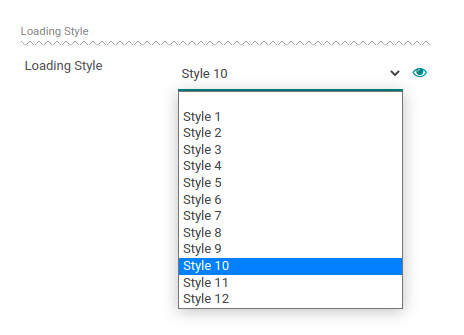 Loading Style
Loading Style
Style 10
Style 1
Style 2
Style 3
Style 4
Style 5
Style 6
Style 7
Style 8
Style 9
Style 10
Style 11
Style 12